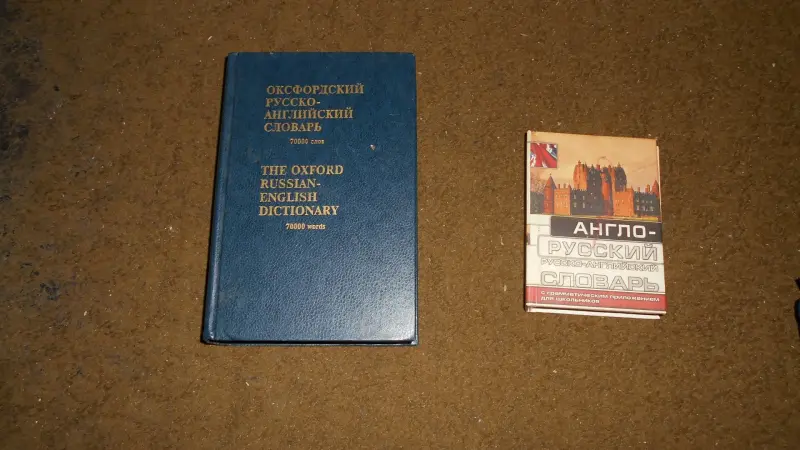 ОКСФОРДСКИЙ
РУССКО-
АНГЛИЙСКИЙ
СЛОВАРЬ
70000 слов
THE OXFORD
RUSSIAN-
ENGLISH
DICTIONARY
70000 words
АНГЛО-
РУССКИЙ
РУССКО-АНГЛИЙСКИЙ
СЛОВАРЬ
с грамматическим приложением
для школьников